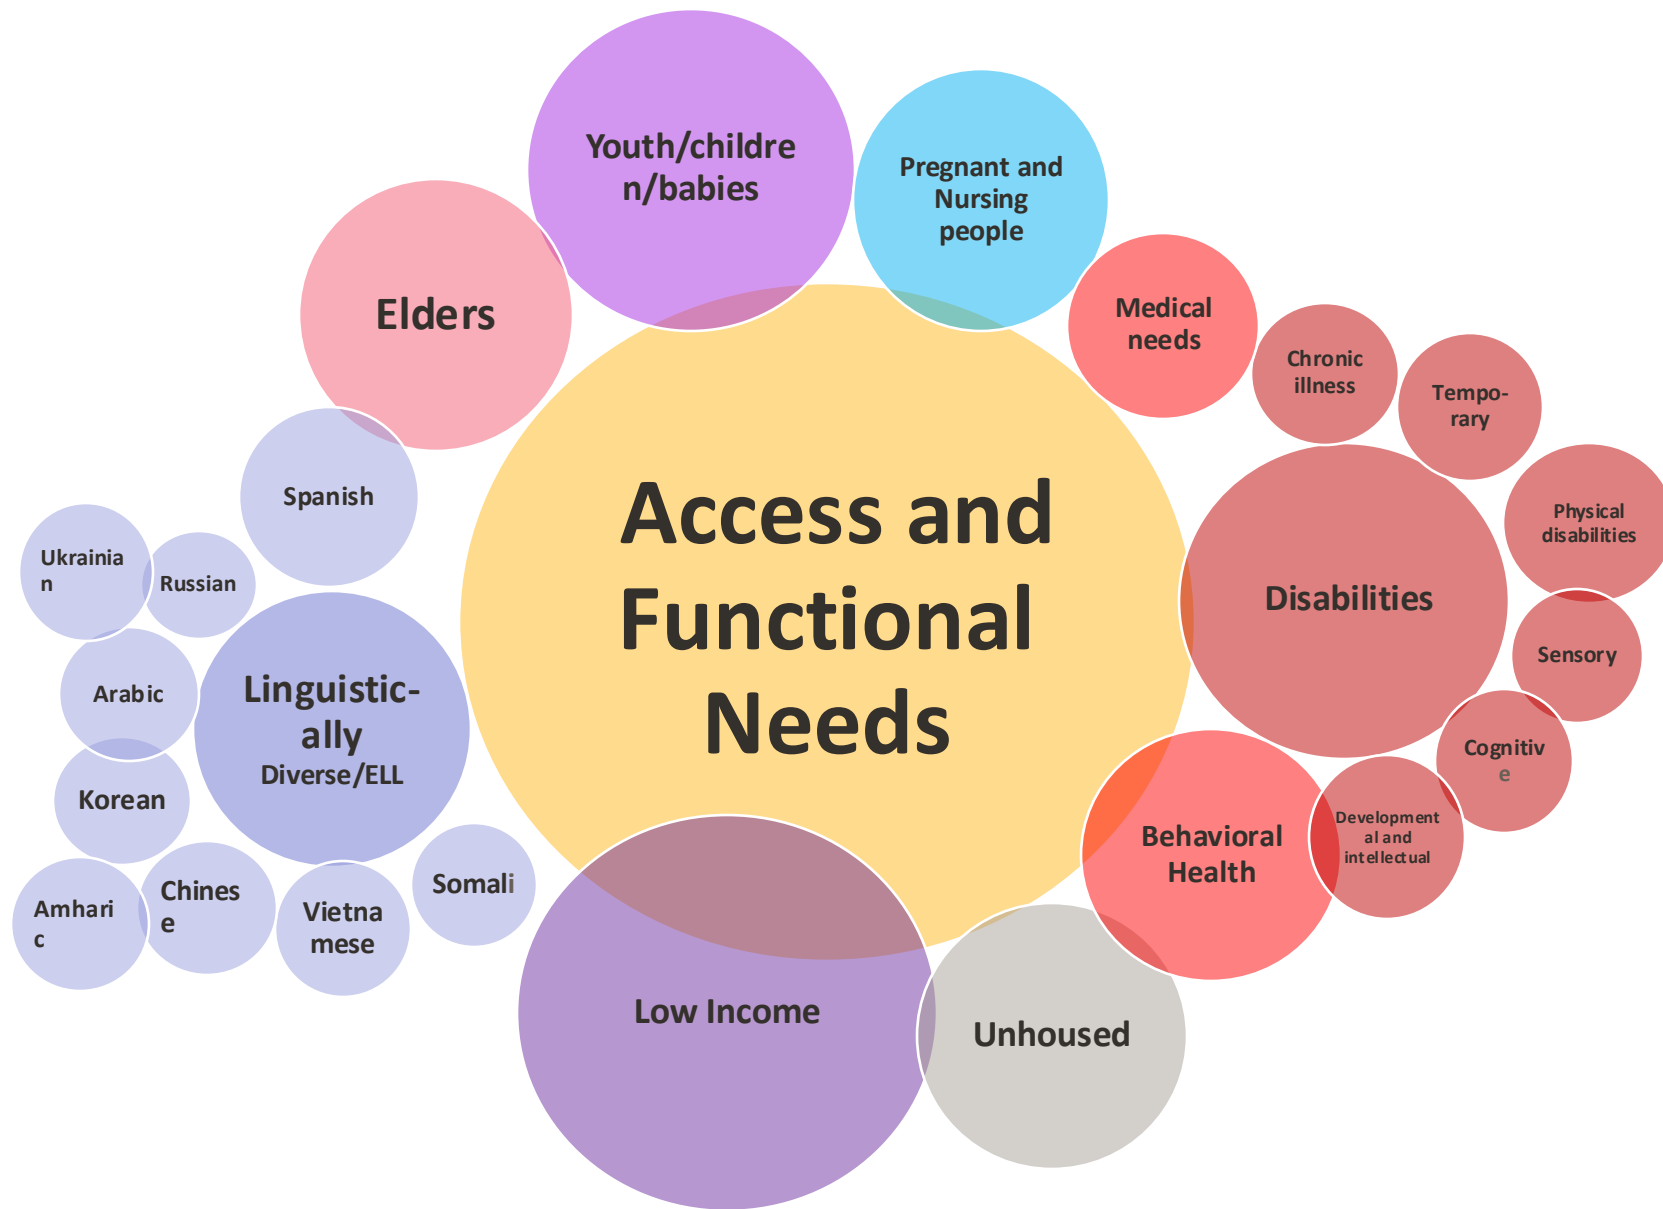 Youth/childre
n/babies
Pregnant and
Nursing
people
Elders
Medical
needs
Chronic
illness
Tempo-
rary
Physical
disabilities
Sensory
Cognitiv
e
Development
al and
intellectual
Disabilities
Access and
Functional
Needs
Behavioral
Health
Unhoused
Low Income
Spanish
Ukrainia
n
Russian
Arabic
Linguistic-
ally
Diverse/ELL
Korean
Amhari
c
Chines
e
Vietna
mese
Somali